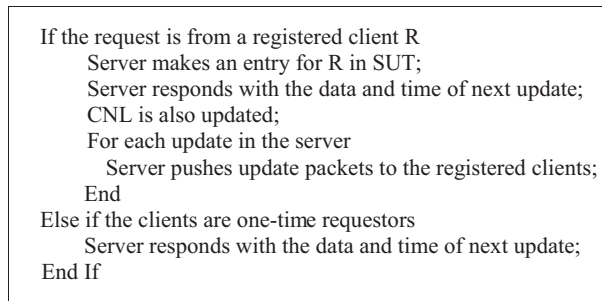 If the request is from a registered client R
Server makes an entry for R in SUT;
Server responds with the data and time of next update;
CNL is also updated;
For each update in the server
Server pushes update packets to the registered clients;
End
Else if the clients are one-time requestors
Server responds with the data and time of next update;
End If